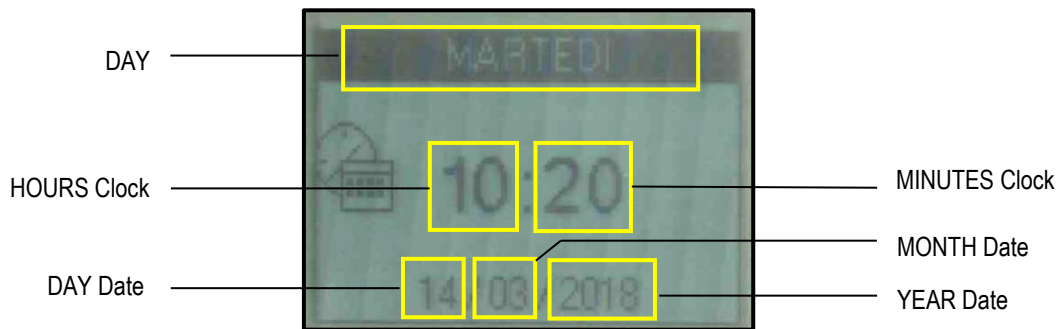 DAY
MARTEDI
HOURS Clock
10:20
MINUTES Clock
MONTH Date
DAY Date
14/03/2018
YEAR Date